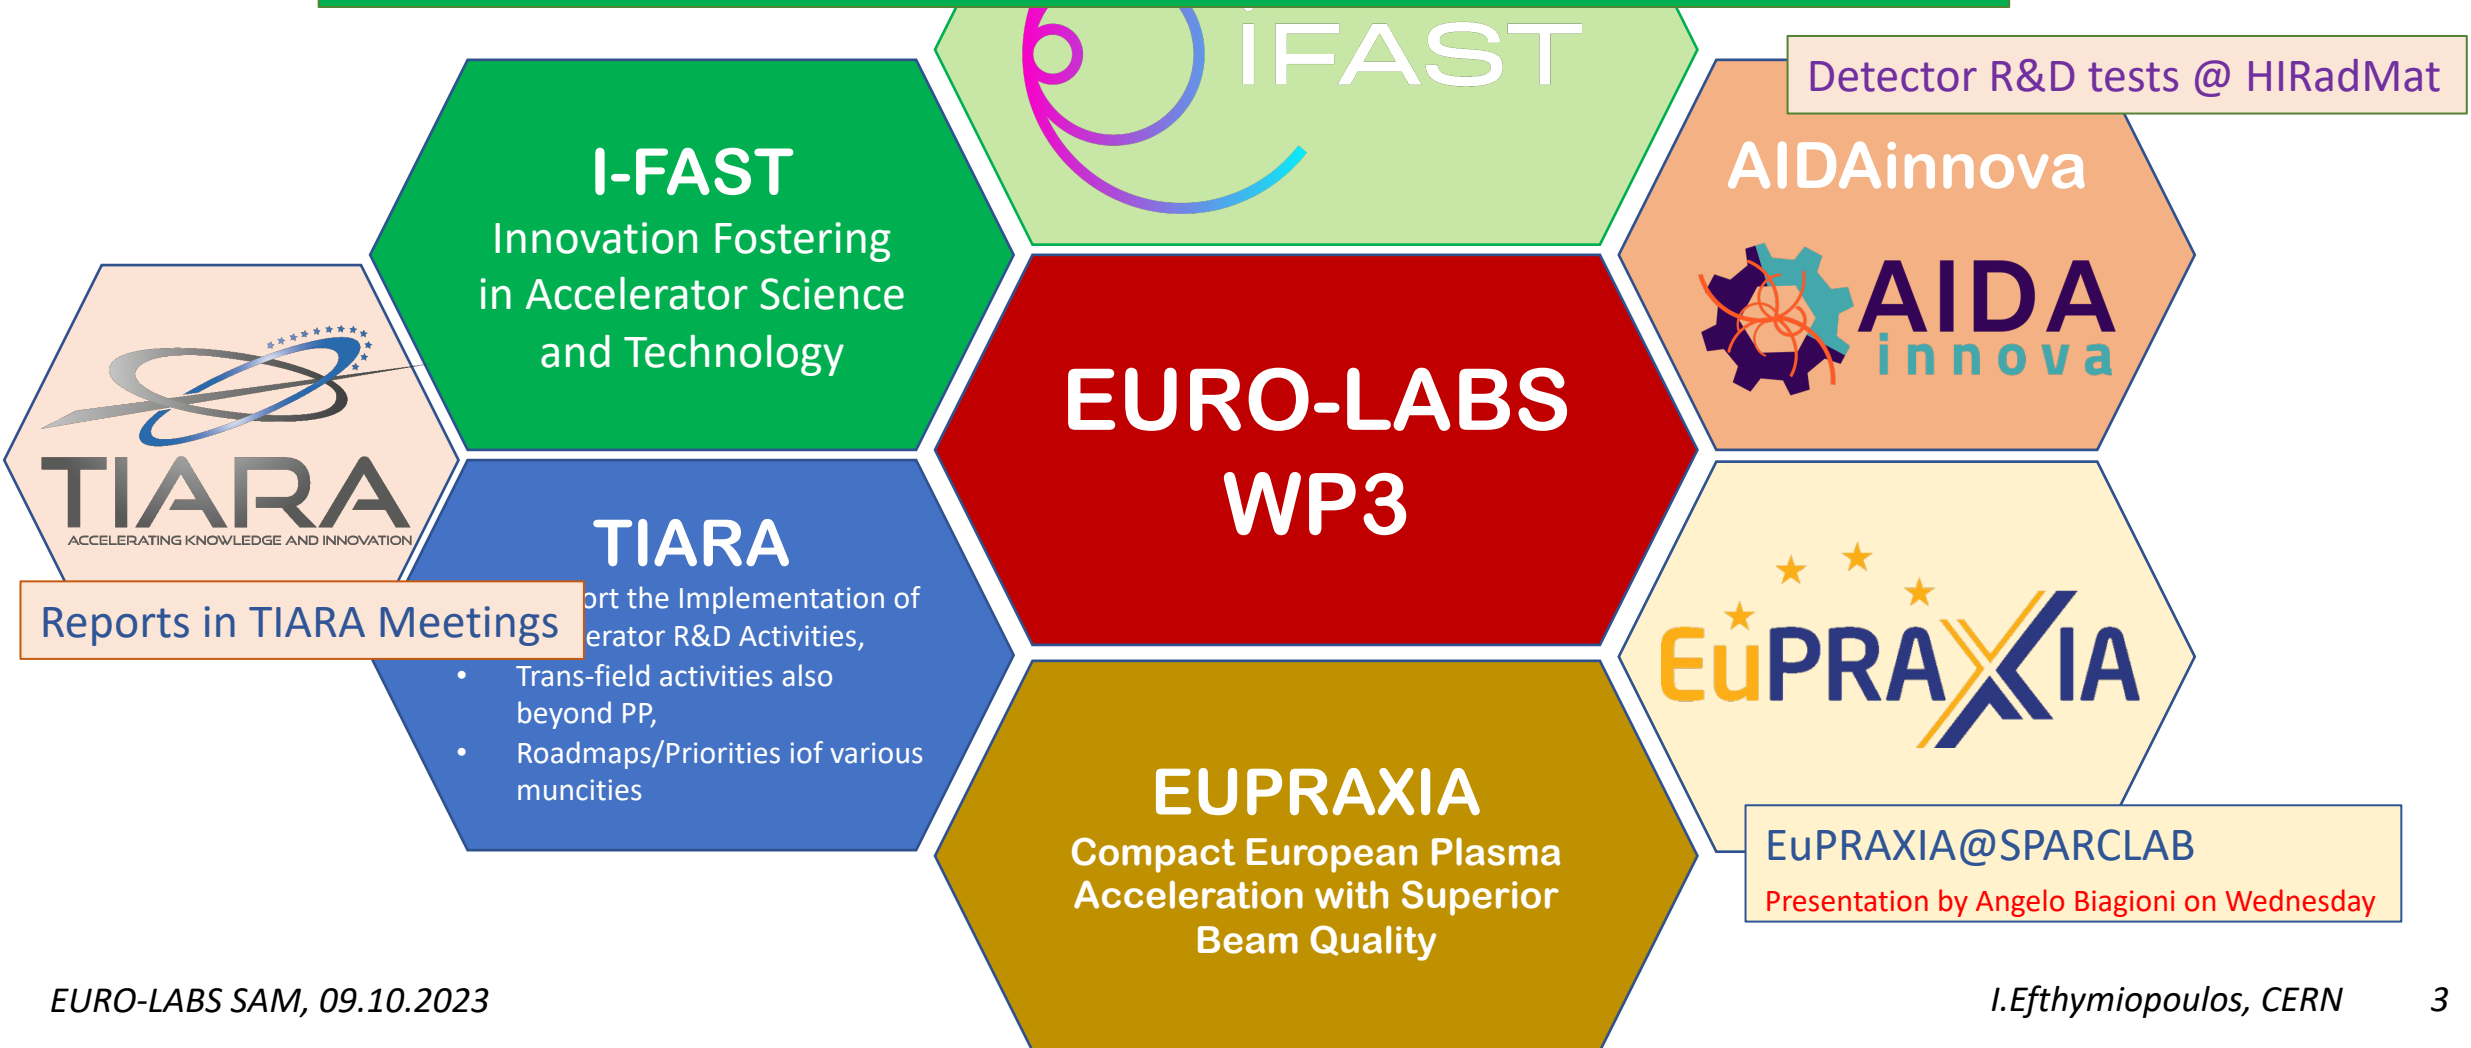 iFAST
Detector R&D tests @ HIRadMat
I-FAST
Innovation Fostering
in Accelerator Science
and Technology
AIDAinnova
AIDA
innova
TIARA
ACCELERATING KNOWLEDGE AND INNOVATION
EURO-LABS
WP3
TIARA
ort the Implementation of
erator R&D Activities,
• Trans-field activities also
beyond PP,
• Roadmaps/Priorities iof various
muncities
Reports in TIARA Meetings
EuPRAXIA
EUPRAXIA
Compact European Plasma
Acceleration with Superior
Beam Quality
EuPRAXIA@SPARCLAB
Presentation by Angelo Biagioni on Wednesday
EURO-LABS SAM, 09.10.2023
I.Efthymiopoulos, CERN 3